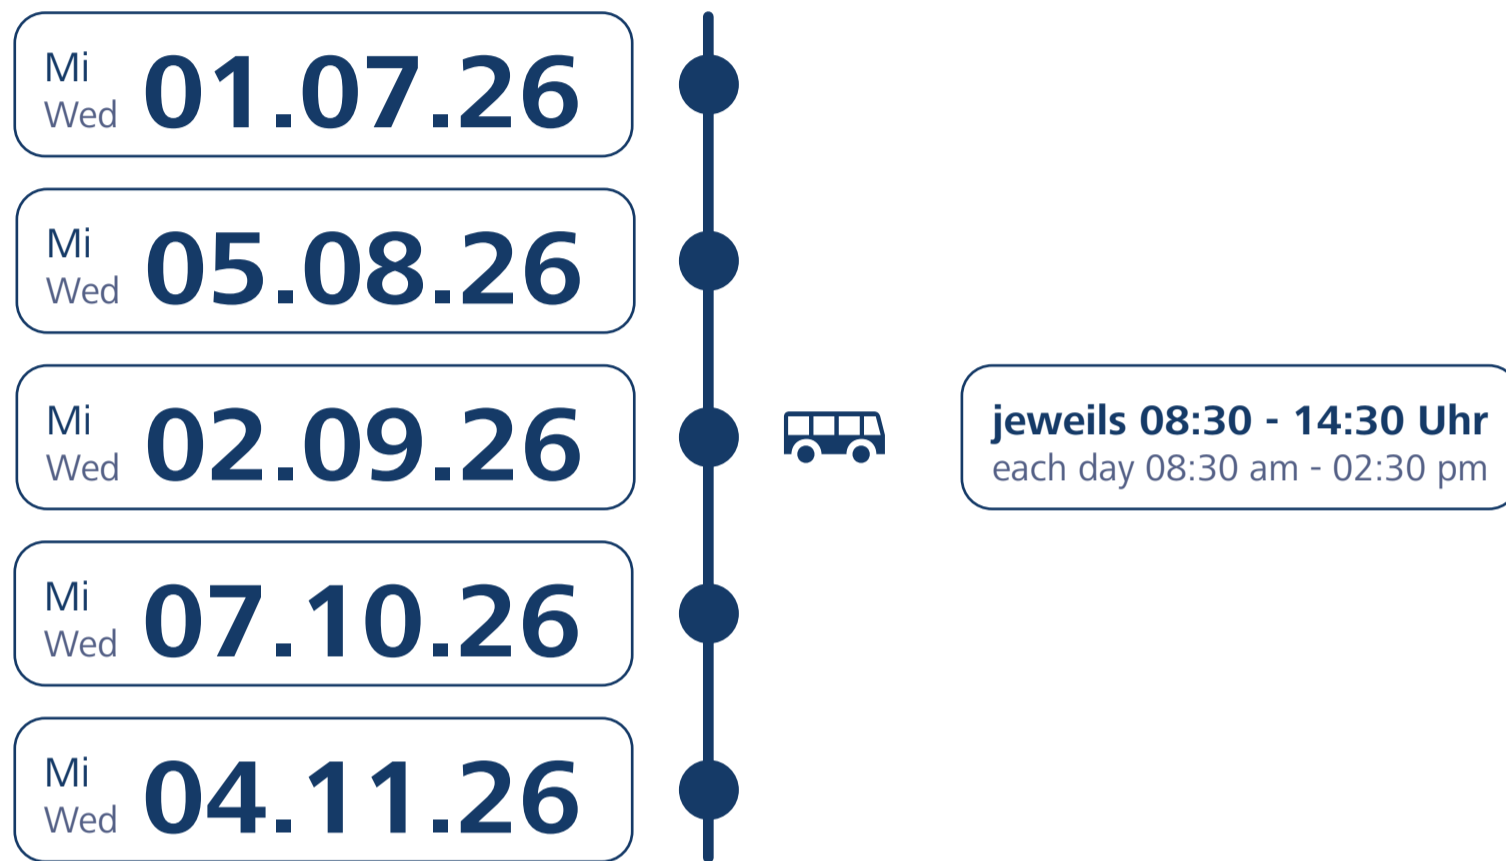 Mi
Wed
01.07.26
Mi
Wed
05.08.26
Mi
Wed
02.09.26
jeweils 08:30 - 14:30 Uhr
each day 08:30 am - 02:30 pm
Mi
Wed
07.10.26
Mi
Wed
04.11.26